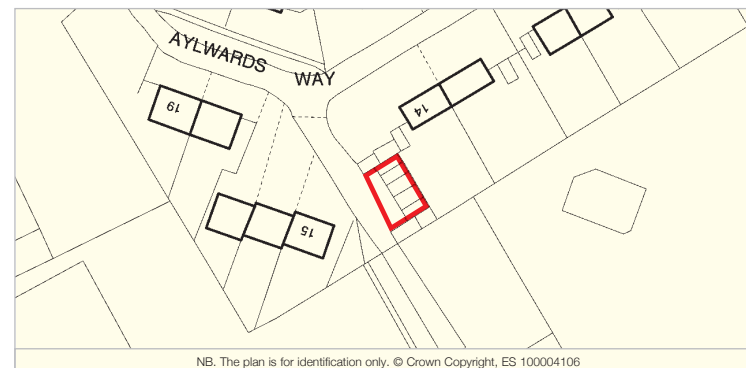 AYLWARDS
WAY
14
19
15
NB. The plan is for identification only. © Crown Copyright, ES 100004106